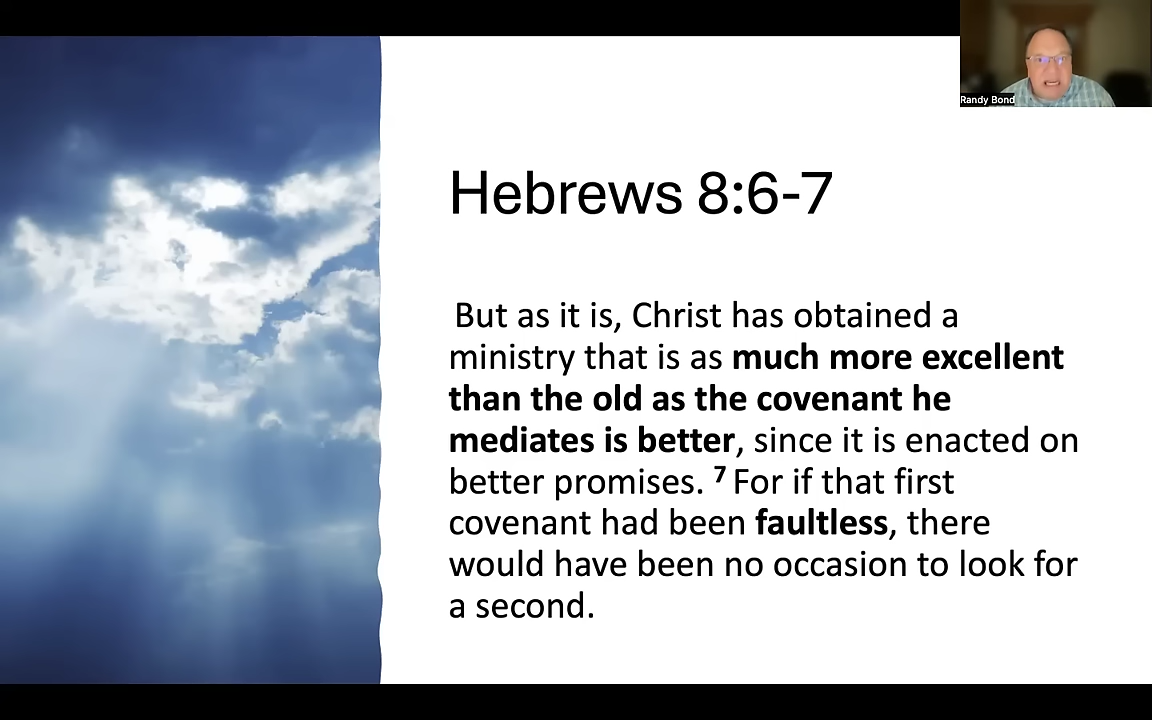 Randy Bond
Hebrews 8:6-7
But as it is, Christ has obtained a
ministry that is as much more excellent
than the old as the covenant he
mediates is better, since it is enacted on
better promises. 7 For if that first
covenant had been faultless, there
would have been no occasion to look for
a second.